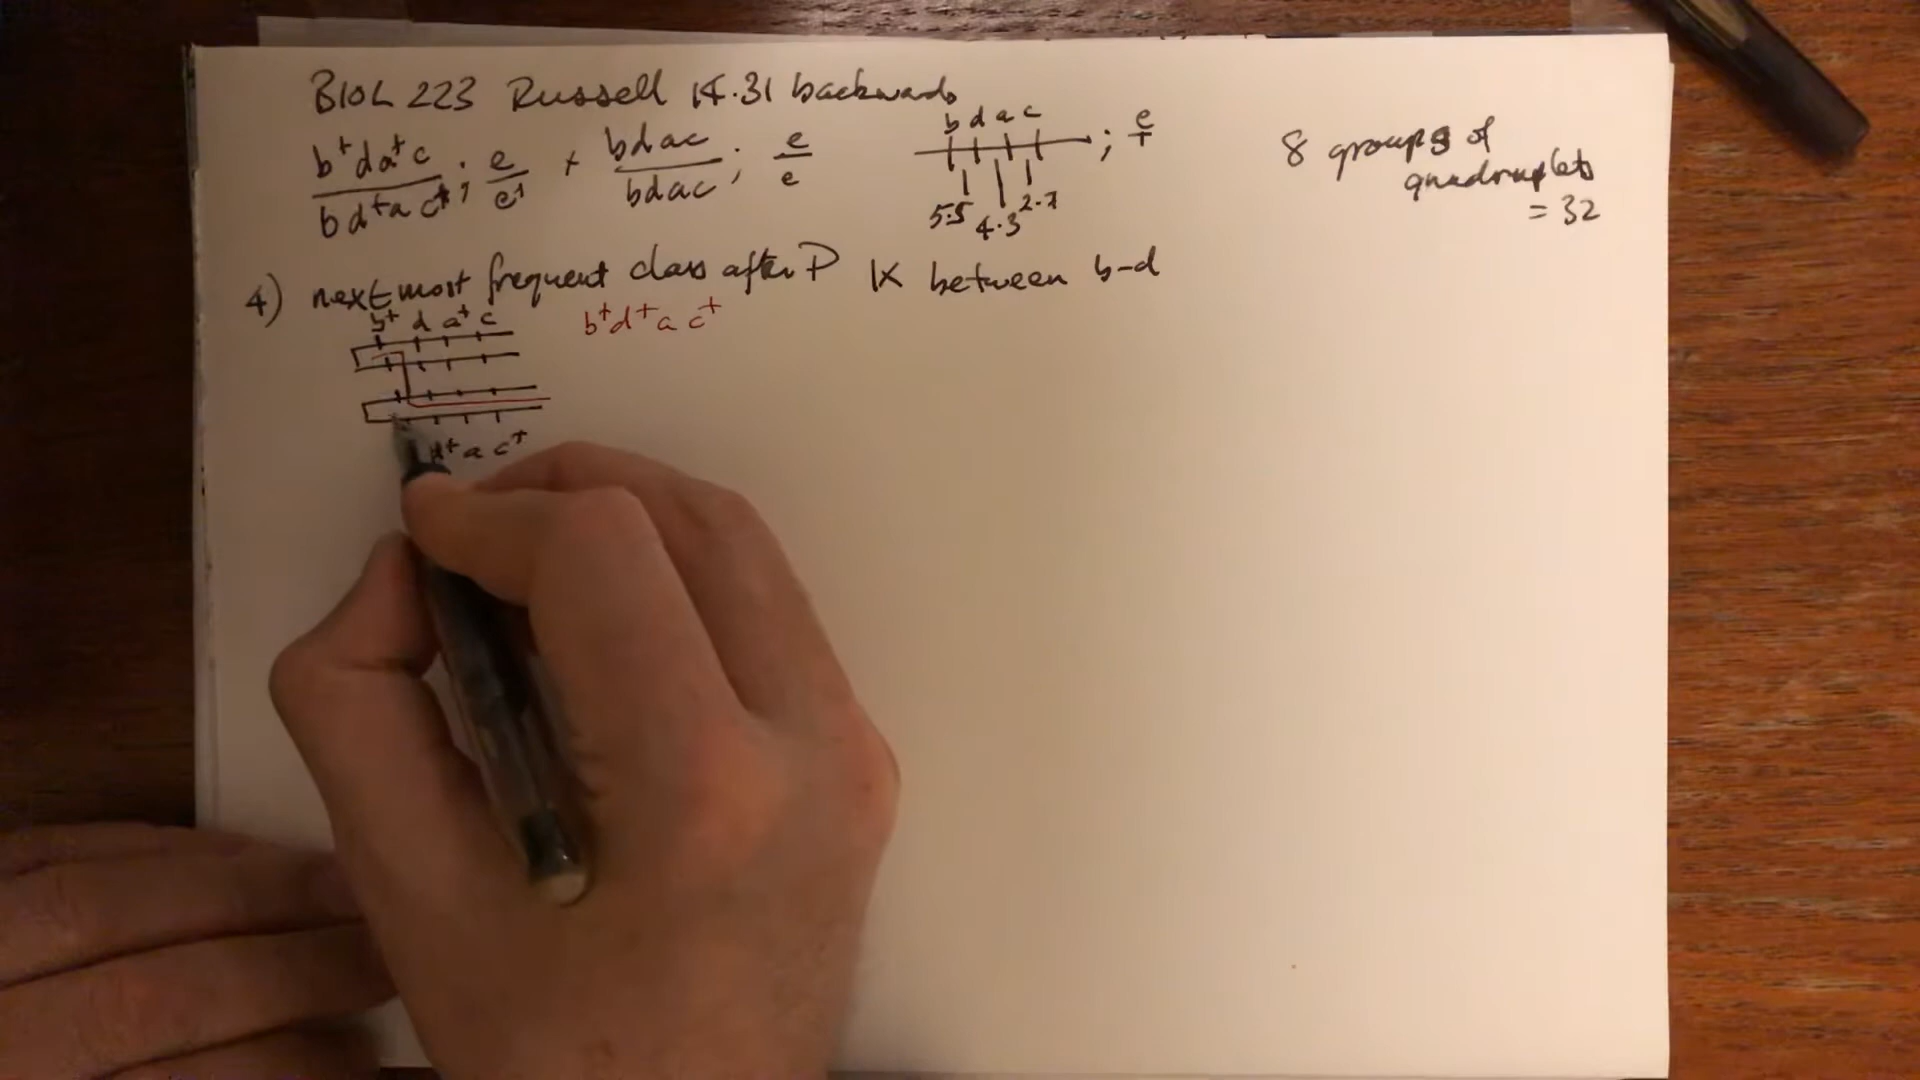 BIOL 223 Russell 14.31 backwards
b⁺da⁺c / bd⁺ac⁺ ; e / e⁺ × bdac / bdac ; e / e
b d a c ; e / +
5.5 4.3 2.7
8 groups of
quadruplets
= 32
4) next most frequent class after P 1X between b-d
b⁺ d a⁺ c
b⁺d⁺a c⁺
d⁺ a c⁺